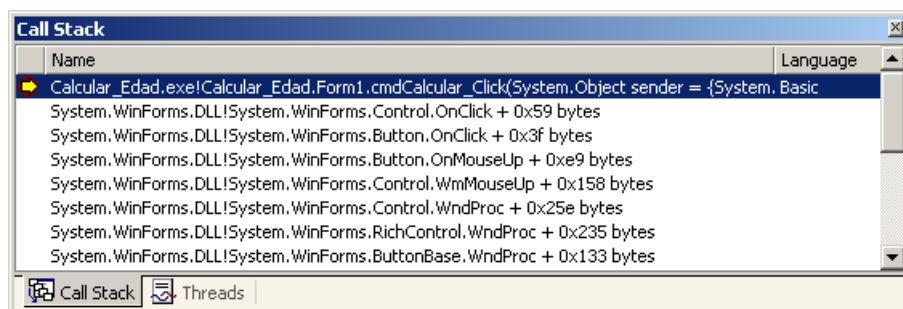 Call Stack
Name Language
Calcular_Edad.exe!Calcular_Edad.Form1.cmdCalcular_Click(System.Object sender = {System. Basic
System.WinForms.DLL!System.WinForms.Control.OnClick + 0x59 bytes
System.WinForms.DLL!System.WinForms.Button.OnClick + 0x3f bytes
System.WinForms.DLL!System.WinForms.Button.OnMouseUp + 0xe9 bytes
System.WinForms.DLL!System.WinForms.Control.WmMouseUp + 0x158 bytes
System.WinForms.DLL!System.WinForms.Control.WndProc + 0x25e bytes
System.WinForms.DLL!System.WinForms.RichControl.WndProc + 0x235 bytes
System.WinForms.DLL!System.WinForms.ButtonBase.WndProc + 0x133 bytes
Call Stack Threads